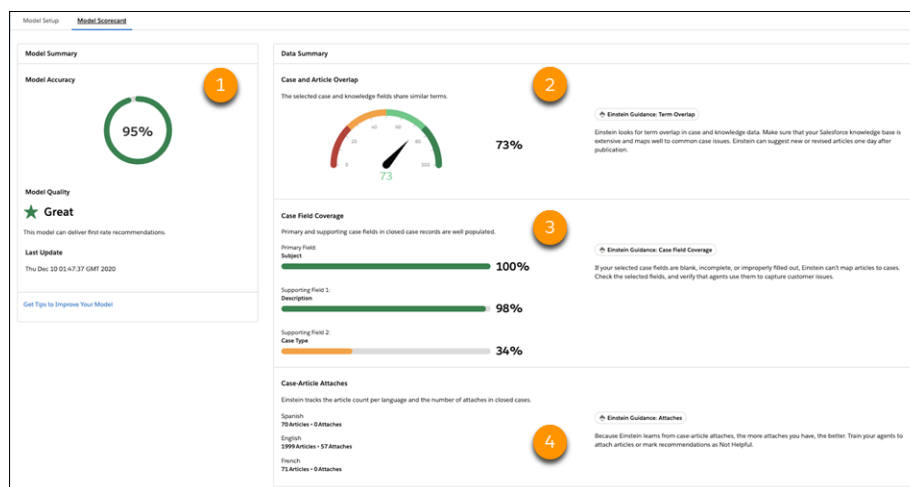 Model Setup
Model Scorecard
Model Summary
Model Accuracy
1
95%
Model Quality
Great
This model can deliver first-rate recommendations.
Last Update
Thu Dec 10 01:47:37 GMT 2020
Get Tips to Improve Your Model
Data Summary
Case and Article Overlap
2
The selected case and knowledge fields share similar terms.
0
20
40
60
80
100
73
73%
Einstein Guidance: Term Overlap
Einstein looks for term overlap in case and knowledge data. Make sure that your Salesforce knowledge base is
extensive and maps well to common case issues. Einstein can suggest new or revised articles one day after
publication.
Case Field Coverage
3
Primary and supporting case fields in closed case records are well populated.
Primary Field:
Subject
100%
Supporting Field 1:
Description
98%
Supporting Field 2:
Case Type
34%
Einstein Guidance: Case Field Coverage
If your selected case fields are blank, incomplete, or improperly filled out, Einstein can't map articles to cases.
Check the selected fields, and verify that agents use them to capture customer issues.
Case-Article Attaches
Einstein tracks the article count per language and the number of attaches in closed cases.
Spanish
70 Articles • 0 Attaches
English
1999 Articles • 57 Attaches
French
71 Articles • 0 Attaches
4
Einstein Guidance: Attaches
Because Einstein learns from case-article attaches, the more attaches you have, the better. Train your agents to
attach articles or mark recommendations as Not Helpful.